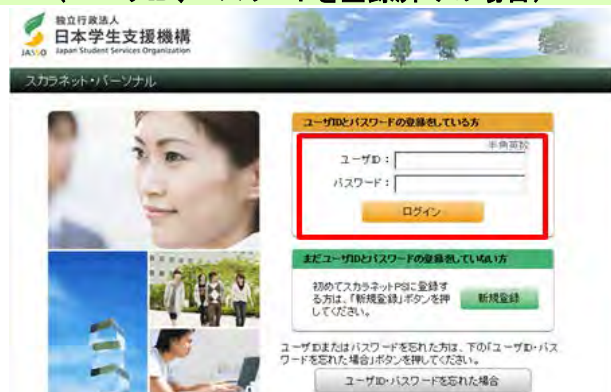 独立行政法人
日本学生支援機構
JASSO Japan Student Services Organization
スカラネット・パーソナル
ユーザIDとパスワードの登録をしている方
半角英数
ユーザID：
パスワード：
ログイン
まだユーザIDとパスワードの登録をしていない方
初めてスカラネットPSに登録す
る方は、「新規登録」ボタンを押
してください。
新規登録
ユーザIDまたはパスワードを忘れた方は、下の「ユーザID・パス
ワードを忘れた場合」ボタンを押してください。
ユーザID・パスワードを忘れた場合